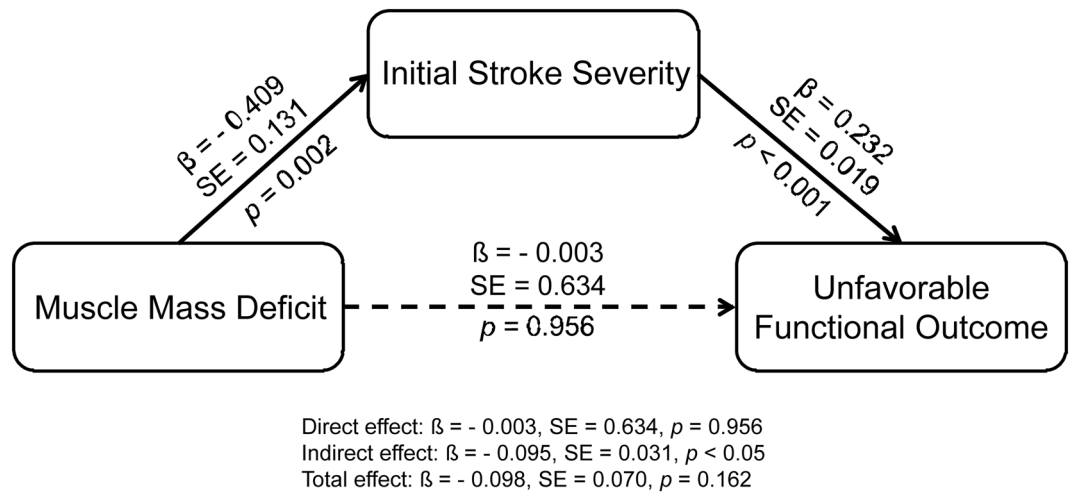 Initial Stroke Severity
β = - 0.409
SE = 0.131
p = 0.002
β = 0.232
SE = 0.019
p < 0.001
Muscle Mass Deficit
ß = - 0.003
SE = 0.634
p = 0.956
Unfavorable
Functional Outcome
Direct effect: ß = - 0.003, SE = 0.634, p = 0.956
Indirect effect: ß = - 0.095, SE = 0.031, p < 0.05
Total effect: ß = - 0.098, SE = 0.070, p = 0.162